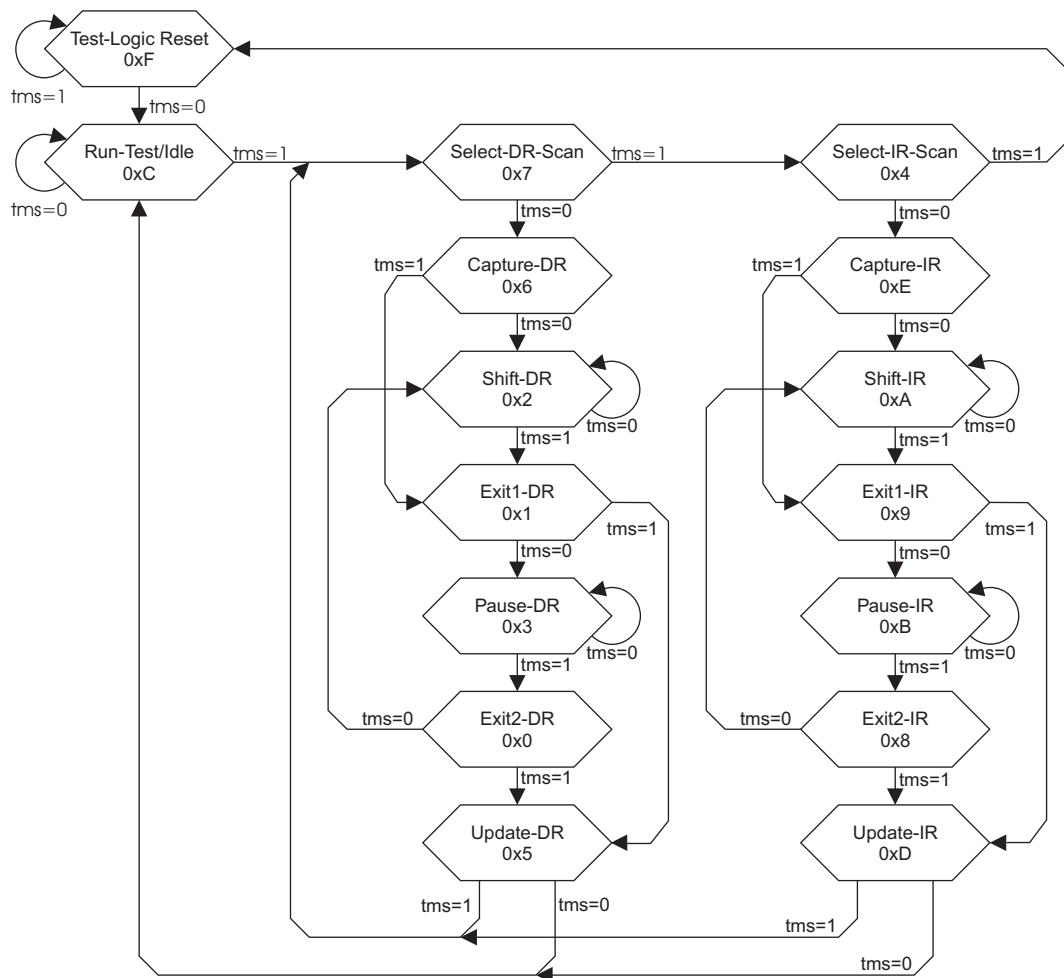 Test-Logic Reset
0xF
tms=1
tms=0
Run-Test/Idle
0xC
tms=1
tms=0
Select-DR-Scan
0x7
tms=1
Select-IR-Scan
0x4
tms=1
tms=0
tms=0
tms=1
Capture-DR
0x6
tms=1
Capture-IR
0xE
tms=0
tms=0
Shift-DR
0x2
tms=0
Shift-IR
0xA
tms=0
tms=1
tms=1
Exit1-DR
0x1
tms=1
Exit1-IR
0x9
tms=1
tms=0
tms=0
Pause-DR
0x3
tms=0
Pause-IR
0xB
tms=0
tms=1
tms=1
tms=0
Exit2-DR
0x0
tms=0
Exit2-IR
0x8
tms=1
tms=1
Update-DR
0x5
Update-IR
0xD
tms=1
tms=0
tms=1
tms=0